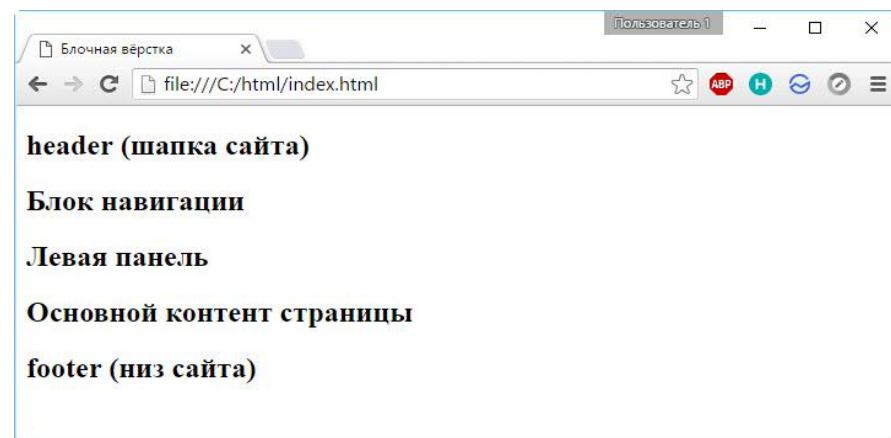 Пользователь 1
Блочная вёрстка
file:///C:/html/index.html
ABP
H
header (шапка сайта)
Блок навигации
Левая панель
Основной контент страницы
footer (низ сайта)